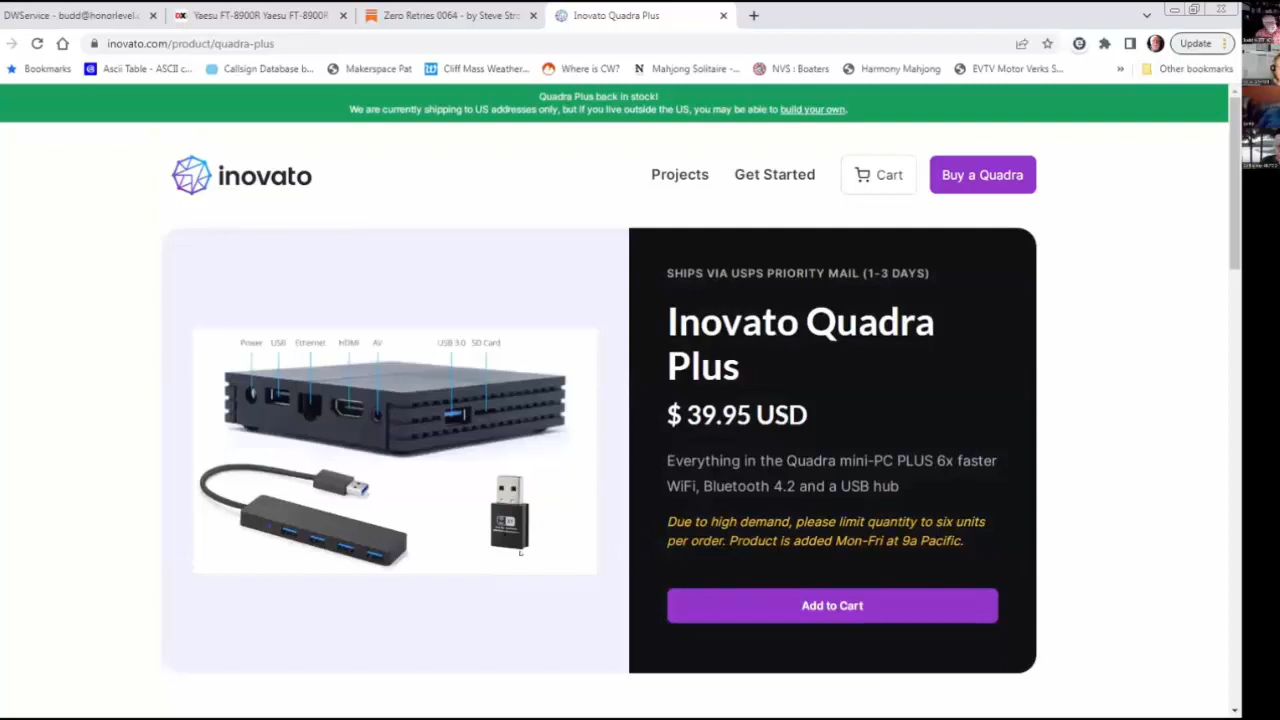 DWService - budd@honorlevel.
Yaesu FT-8900R Yaesu FT-8900R
Zero Retries 0064 - by Steve Stro
Inovato Quadra Plus
inovato.com/product/quadra-plus
Update
Bookmarks
Ascii Table - ASCII c...
Callsign Database b...
Makerspace Pat
Cliff Mass Weather...
Where is CW?
Mahjong Solitaire -...
NVS : Boaters
Harmony Mahjong
EVTV Motor Verks S...
»
Other bookmarks
Quadra Plus back in stock!
We are currently shipping to US addresses only, but if you live outside the US, you may be able to build your own.
inovato
Projects
Get Started
Cart
Buy a Quadra
Power USB Ethernet HDMI AV USB 3.0 SD Card
SHIPS VIA USPS PRIORITY MAIL (1-3 DAYS)
Inovato Quadra
Plus
$ 39.95 USD
Everything in the Quadra mini-PC PLUS 6x faster
WiFi, Bluetooth 4.2 and a USB hub
Due to high demand, please limit quantity to six units
per order. Product is added Mon-Fri at 9a Pacific.
Add to Cart